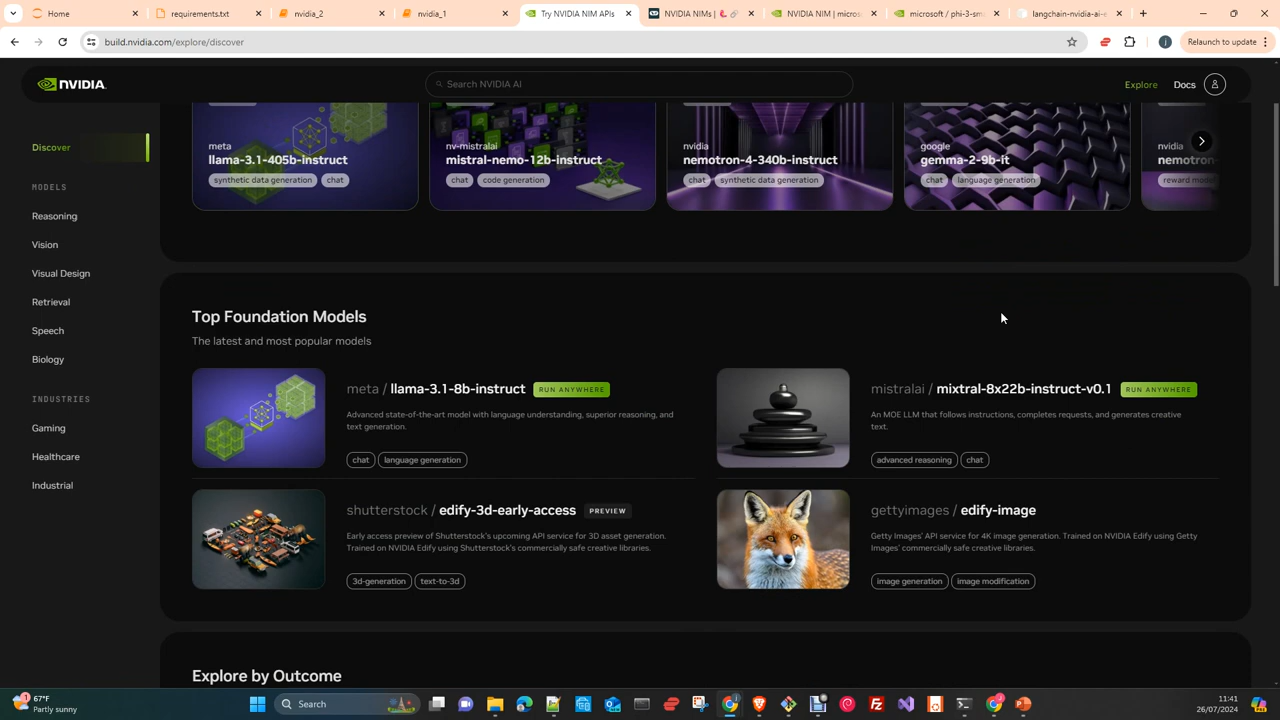 Home
requirements.txt
nvidia_2
nvidia_1
Try NVIDIA NIM APIs
NVIDIA NIMs |
NVIDIA NIM | micros
microsoft / phi-3-sm
langchain-nvidia-ai-e
build.nvidia.com/explore/discover
Relaunch to update
NVIDIA.
Search NVIDIA AI
Explore
Docs
Discover
MODELS
Reasoning
Vision
Visual Design
Retrieval
Speech
Biology
INDUSTRIES
Gaming
Healthcare
Industrial
meta
llama-3.1-405b-instruct
synthetic data generation
chat
nv-mistralai
mistral-nemo-12b-instruct
chat
code generation
nvidia
nemotron-4-340b-instruct
chat
synthetic data generation
google
gemma-2-9b-it
chat
language generation
nvidia
nemotron-
reward mode
Top Foundation Models
The latest and most popular models
meta / llama-3.1-8b-instruct RUN ANYWHERE
Advanced state-of-the-art model with language understanding, superior reasoning, and
text generation.
chat
language generation
mistralai / mixtral-8x22b-instruct-v0.1 RUN ANYWHERE
An MOE LLM that follows instructions, completes requests, and generates creative
text.
advanced reasoning
chat
shutterstock / edify-3d-early-access PREVIEW
Early access preview of Shutterstock's upcoming API service for 3D asset generation.
Trained on NVIDIA Edify using Shutterstock's commercially safe creative libraries.
3d-generation
text-to-3d
gettyimages / edify-image
Getty Images' API service for 4K image generation. Trained on NVIDIA Edify using Getty
Images' commercially safe creative libraries.
image generation
image modification
Explore by Outcome
1
67°F
Partly sunny
Search
11:41
26/07/2024